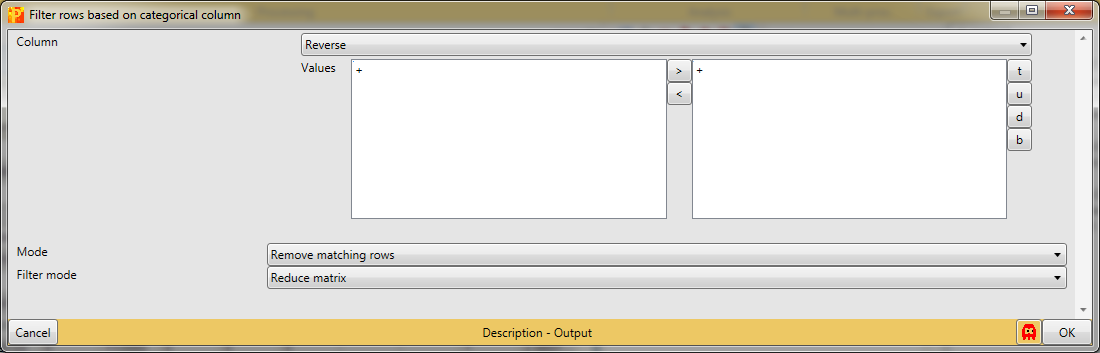 Filter rows based on categorical column
Column
Reverse
Values
+
>
<
+
t
u
d
b
Mode
Remove matching rows
Filter mode
Reduce matrix
Cancel
Description - Output
OK